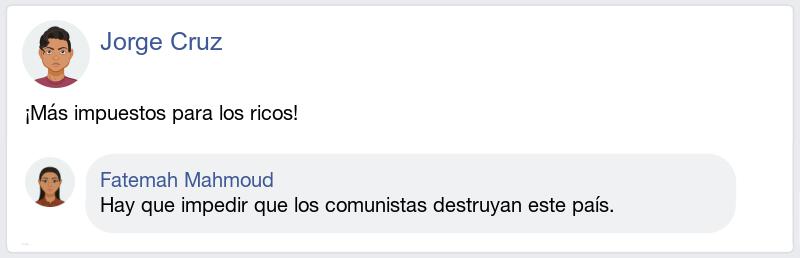 Jorge Cruz
¡Más impuestos para los ricos!
Fatemah Mahmoud
Hay que impedir que los comunistas destruyan este país.